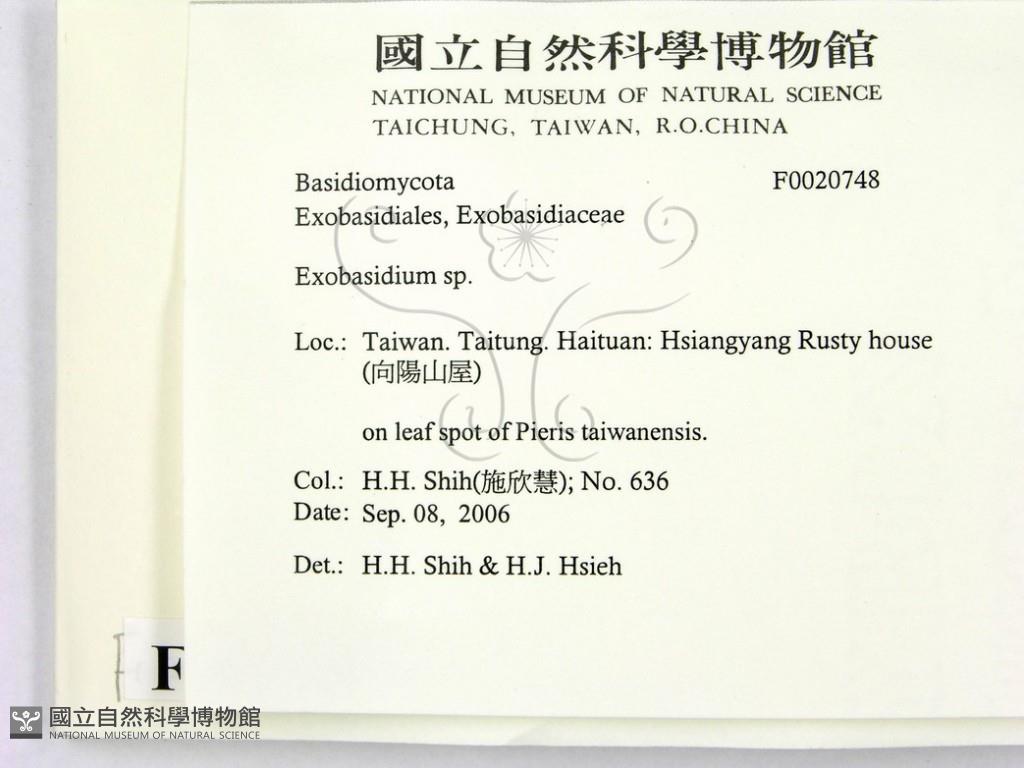 國立自然科學博物館
NATIONAL MUSEUM OF NATURAL SCIENCE
TAICHUNG, TAIWAN, R.O.CHINA
Basidiomycota F0020748
Exobasidiales, Exobasidiaceae
Exobasidium sp.
Loc.: Taiwan. Taitung. Haituan: Hsiangyang Rusty house
(向陽山屋)
on leaf spot of Pieris taiwanensis.
Col.: H.H. Shih(施欣慧); No. 636
Date: Sep. 08, 2006
Det.: H.H. Shih & H.J. Hsieh
F
國立自然科學博物館
NATIONAL MUSEUM OF NATURAL SCIENCE